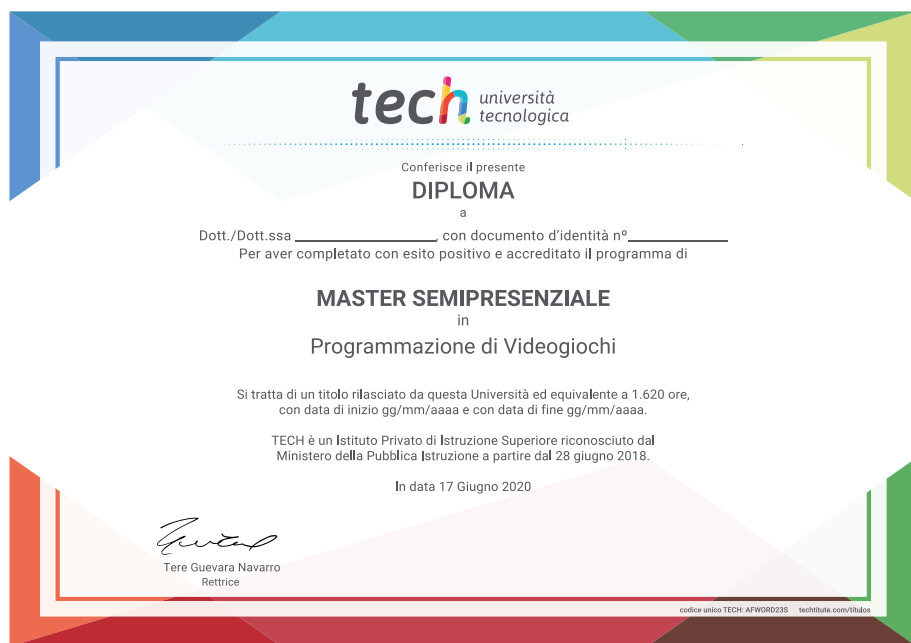 tech università
tecnologica
Conferisce il presente
DIPLOMA
a
Dott./Dott.ssa ________________, con documento d'identità nº___________
Per aver completato con esito positivo e accreditato il programma di
MASTER SEMIPRESENZIALE
in
Programmazione di Videogiochi
Si tratta di un titolo rilasciato da questa Università ed equivalente a 1.620 ore,
con data di inizio gg/mm/aaaa e con data di fine gg/mm/aaaa.
TECH è un Istituto Privato di Istruzione Superiore riconosciuto dal
Ministero della Pubblica Istruzione a partire dal 28 giugno 2018.
In data 17 Giugno 2020
Tere Guevara Navarro
Rettrice
codice unico TECH: AFWORD23S techtitute.com/titulos